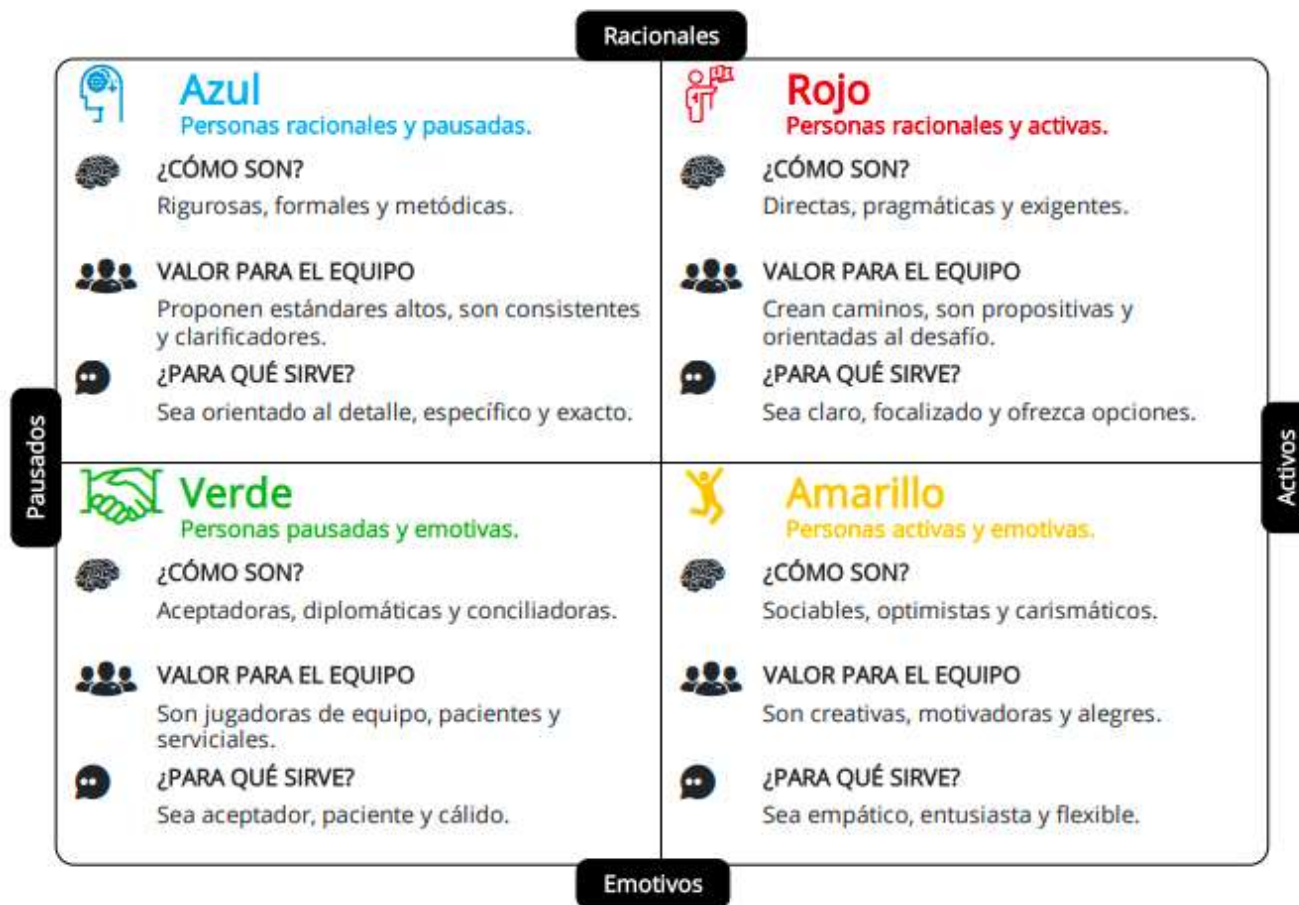 Racionales
Azul
Personas racionales y pausadas.
¿CÓMO SON?
Rigurosas, formales y metódicas.
VALOR PARA EL EQUIPO
Proponen estándares altos, son consistentes
y clarificadores.
¿PARA QUÉ SIRVE?
Sea orientado al detalle, específico y exacto.
Rojo
Personas racionales y activas.
¿CÓMO SON?
Directas, pragmáticas y exigentes.
VALOR PARA EL EQUIPO
Crean caminos, son propositivas y
orientadas al desafío.
¿PARA QUÉ SIRVE?
Sea claro, focalizado y ofrezca opciones.
Pausados
Activos
Verde
Personas pausadas y emotivas.
¿CÓMO SON?
Aceptadoras, diplomáticas y conciliadoras.
VALOR PARA EL EQUIPO
Son jugadoras de equipo, pacientes y
serviciales.
¿PARA QUÉ SIRVE?
Sea aceptador, paciente y cálido.
Amarillo
Personas activas y emotivas.
¿CÓMO SON?
Sociables, optimistas y carismáticos.
VALOR PARA EL EQUIPO
Son creativas, motivadoras y alegres.
¿PARA QUÉ SIRVE?
Sea empático, entusiasta y flexible.
Emotivos